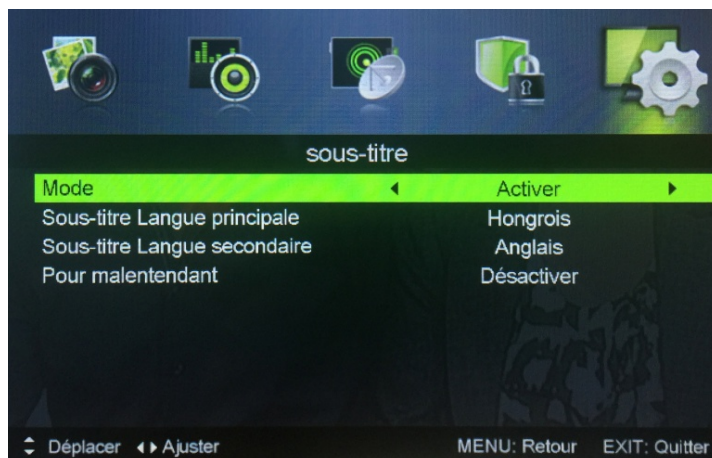 sous-titre
Mode Activer
Sous-titre Langue principale Hongrois
Sous-titre Langue secondaire Anglais
Pour malentendant Désactiver
Déplacer Ajuster MENU: Retour EXIT: Quitter